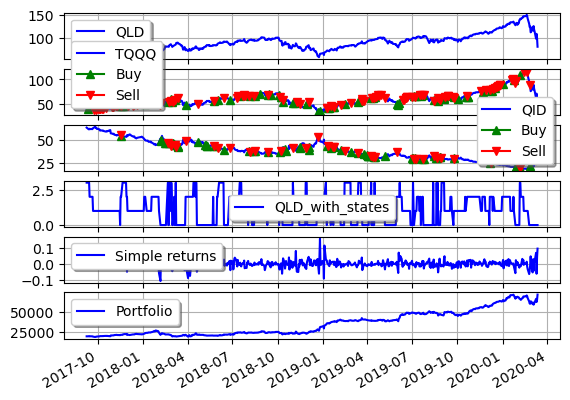 150
100
QLD
100
50
TQQQ
Buy
Sell
50
25
QID
Buy
Sell
2.5
0.0
QLD_with_states
0.1
0.0
−0.1
Simple returns
50000
25000
Portfolio
2017-10
2018-01
2018-04
2018-07
2018-10
2019-01
2019-04
2019-07
2019-10
2020-01
2020-04